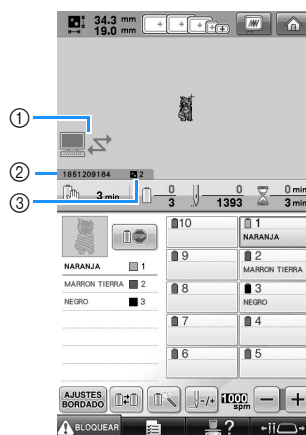 34.3 mm
19.0 mm
①
②
1861209184 2
③
3 min 0 3 0 1393 0 min 3 min
10 1 NARANJA
9 2 MARRON TIERRA
8 3 NEGRO
7 4
6 5
STOP
NARANJA 1
MARRON TIERRA 2
NEGRO 3
AJUSTES BORDADO -/+ 1000 spm - +
BLOQUEAR ?